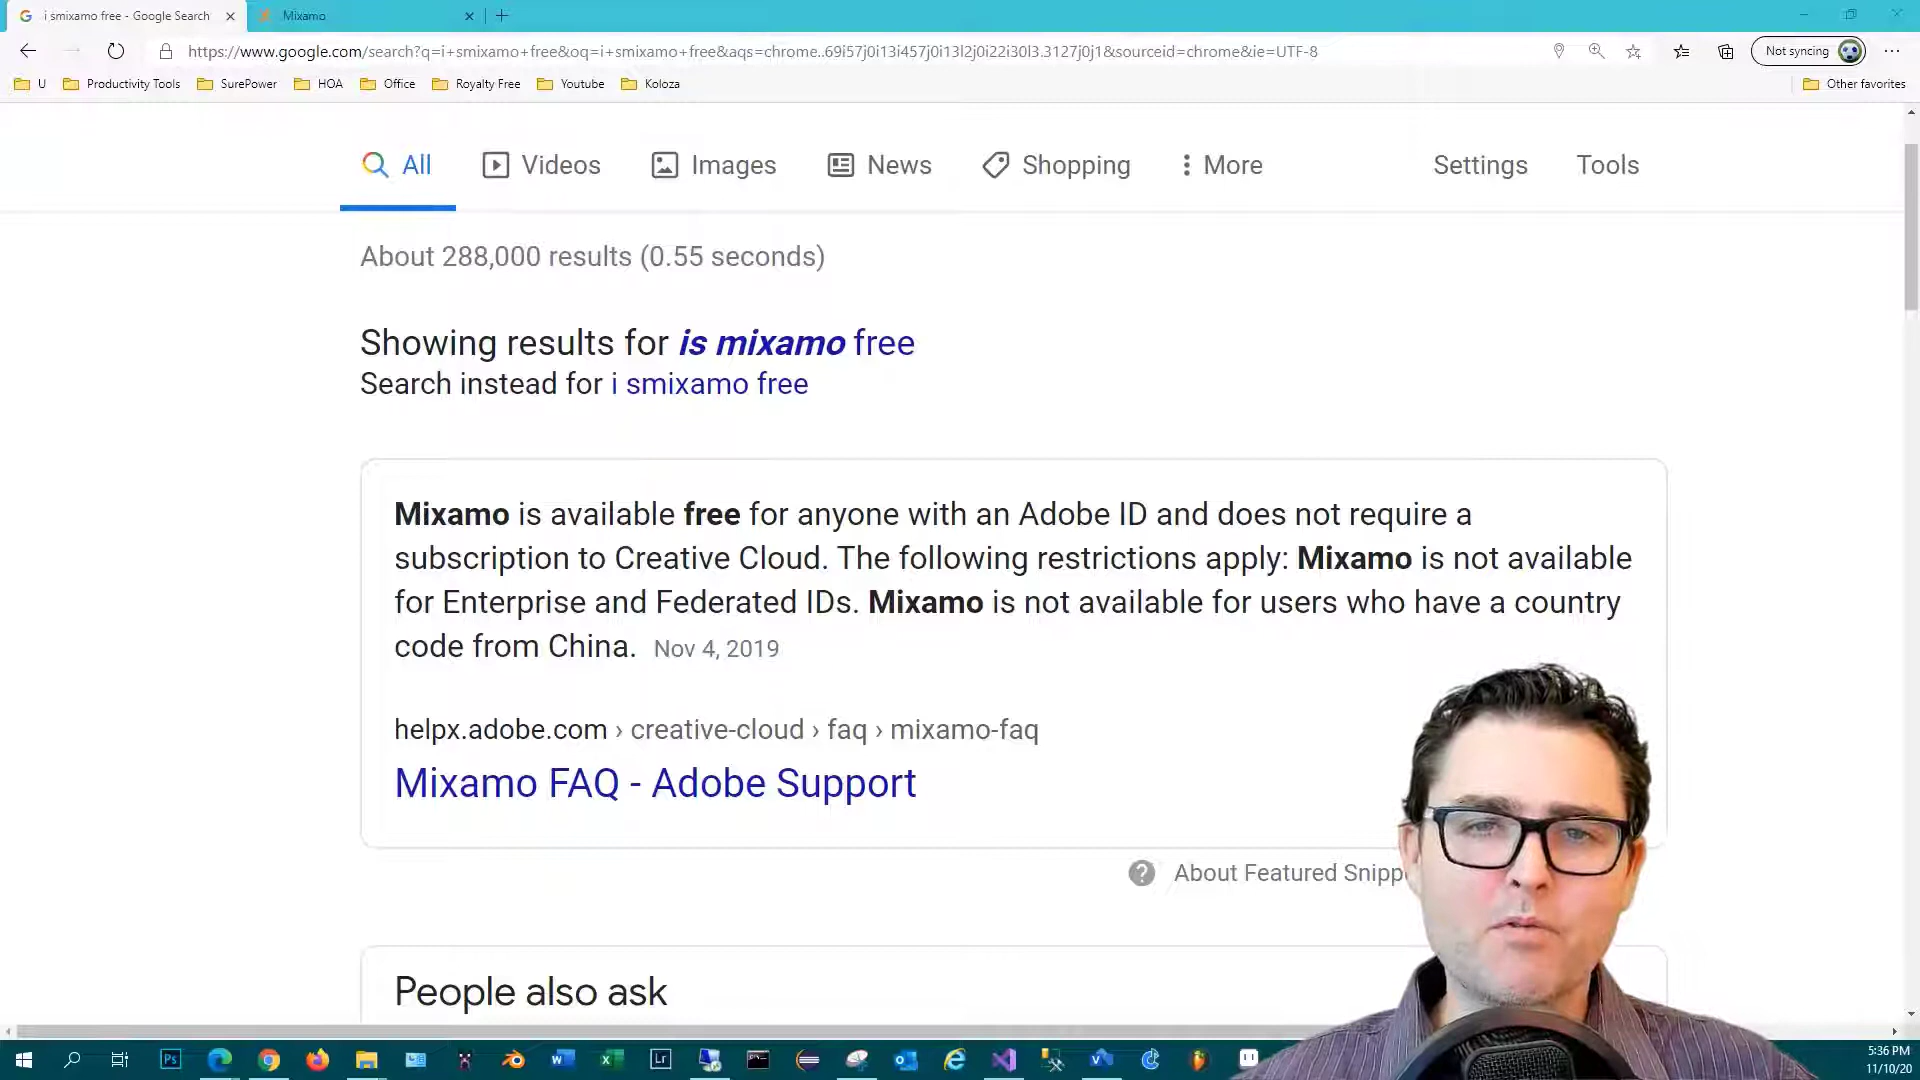 i smixamo free - Google Search
Mixamo
https://www.google.com/search?q=i+smixamo+free&oq=i+smixamo+free&aqs=chrome..69i57j0i13i457j0i13l2j0i22i30l3.3127j0j1&sourceid=chrome&ie=UTF-8
Not syncing
U Productivity Tools SurePower HOA Office Royalty Free Youtube Koloza Other favorites
All Videos Images News Shopping More Settings Tools
About 288,000 results (0.55 seconds)
Showing results for is mixamo free
Search instead for i smixamo free
Mixamo is available free for anyone with an Adobe ID and does not require a
subscription to Creative Cloud. The following restrictions apply: Mixamo is not available
for Enterprise and Federated IDs. Mixamo is not available for users who have a country
code from China. Nov 4, 2019
helpx.adobe.com › creative-cloud › faq › mixamo-faq
Mixamo FAQ - Adobe Support
About Featured Snipp
People also ask
Ps
Lr
5:36 PM
11/10/20